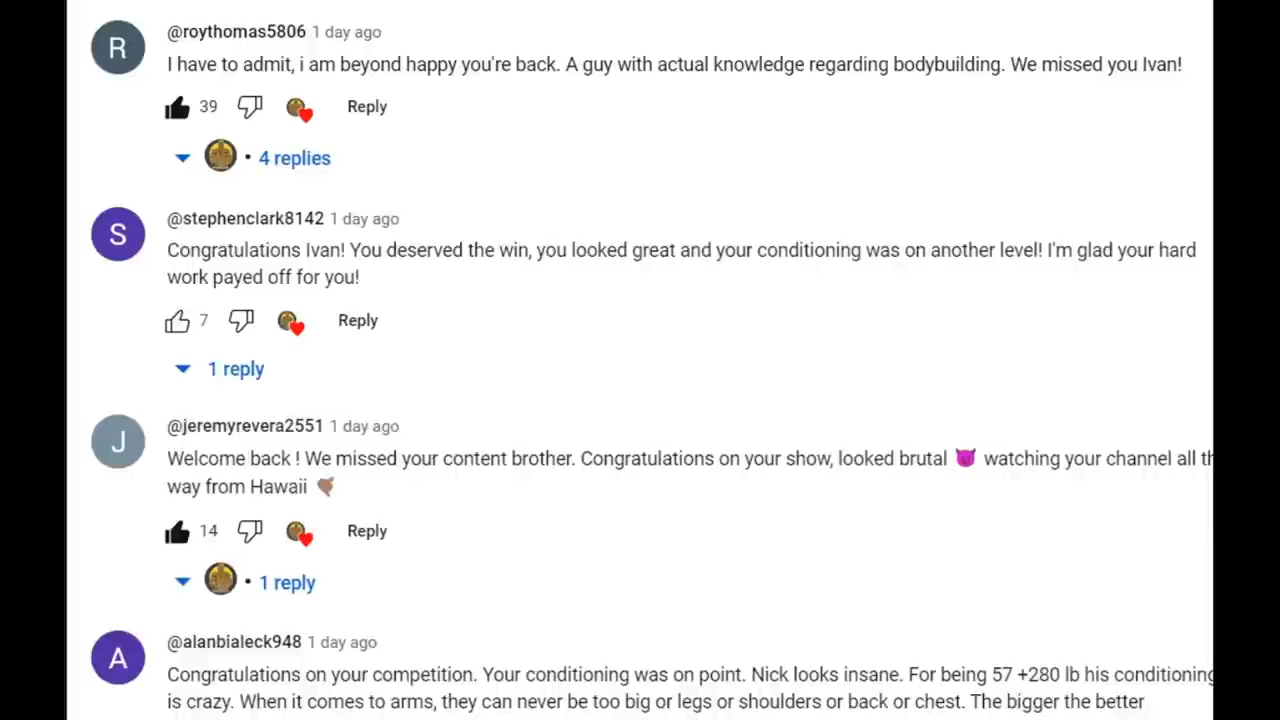 R
@roythomas5806 1 day ago
I have to admit, i am beyond happy you're back. A guy with actual knowledge regarding bodybuilding. We missed you Ivan!
39 Reply
4 replies
S
@stephenclark8142 1 day ago
Congratulations Ivan! You deserved the win, you looked great and your conditioning was on another level! I'm glad your hard
work payed off for you!
7 Reply
1 reply
J
@jeremyrevera2551 1 day ago
Welcome back ! We missed your content brother. Congratulations on your show, looked brutal 😈 watching your channel all th
way from Hawaii
14 Reply
1 reply
A
@alanbialeck948 1 day ago
Congratulations on your competition. Your conditioning was on point. Nick looks insane. For being 57 +280 lb his conditioning
is crazy. When it comes to arms, they can never be too big or legs or shoulders or back or chest. The bigger the better